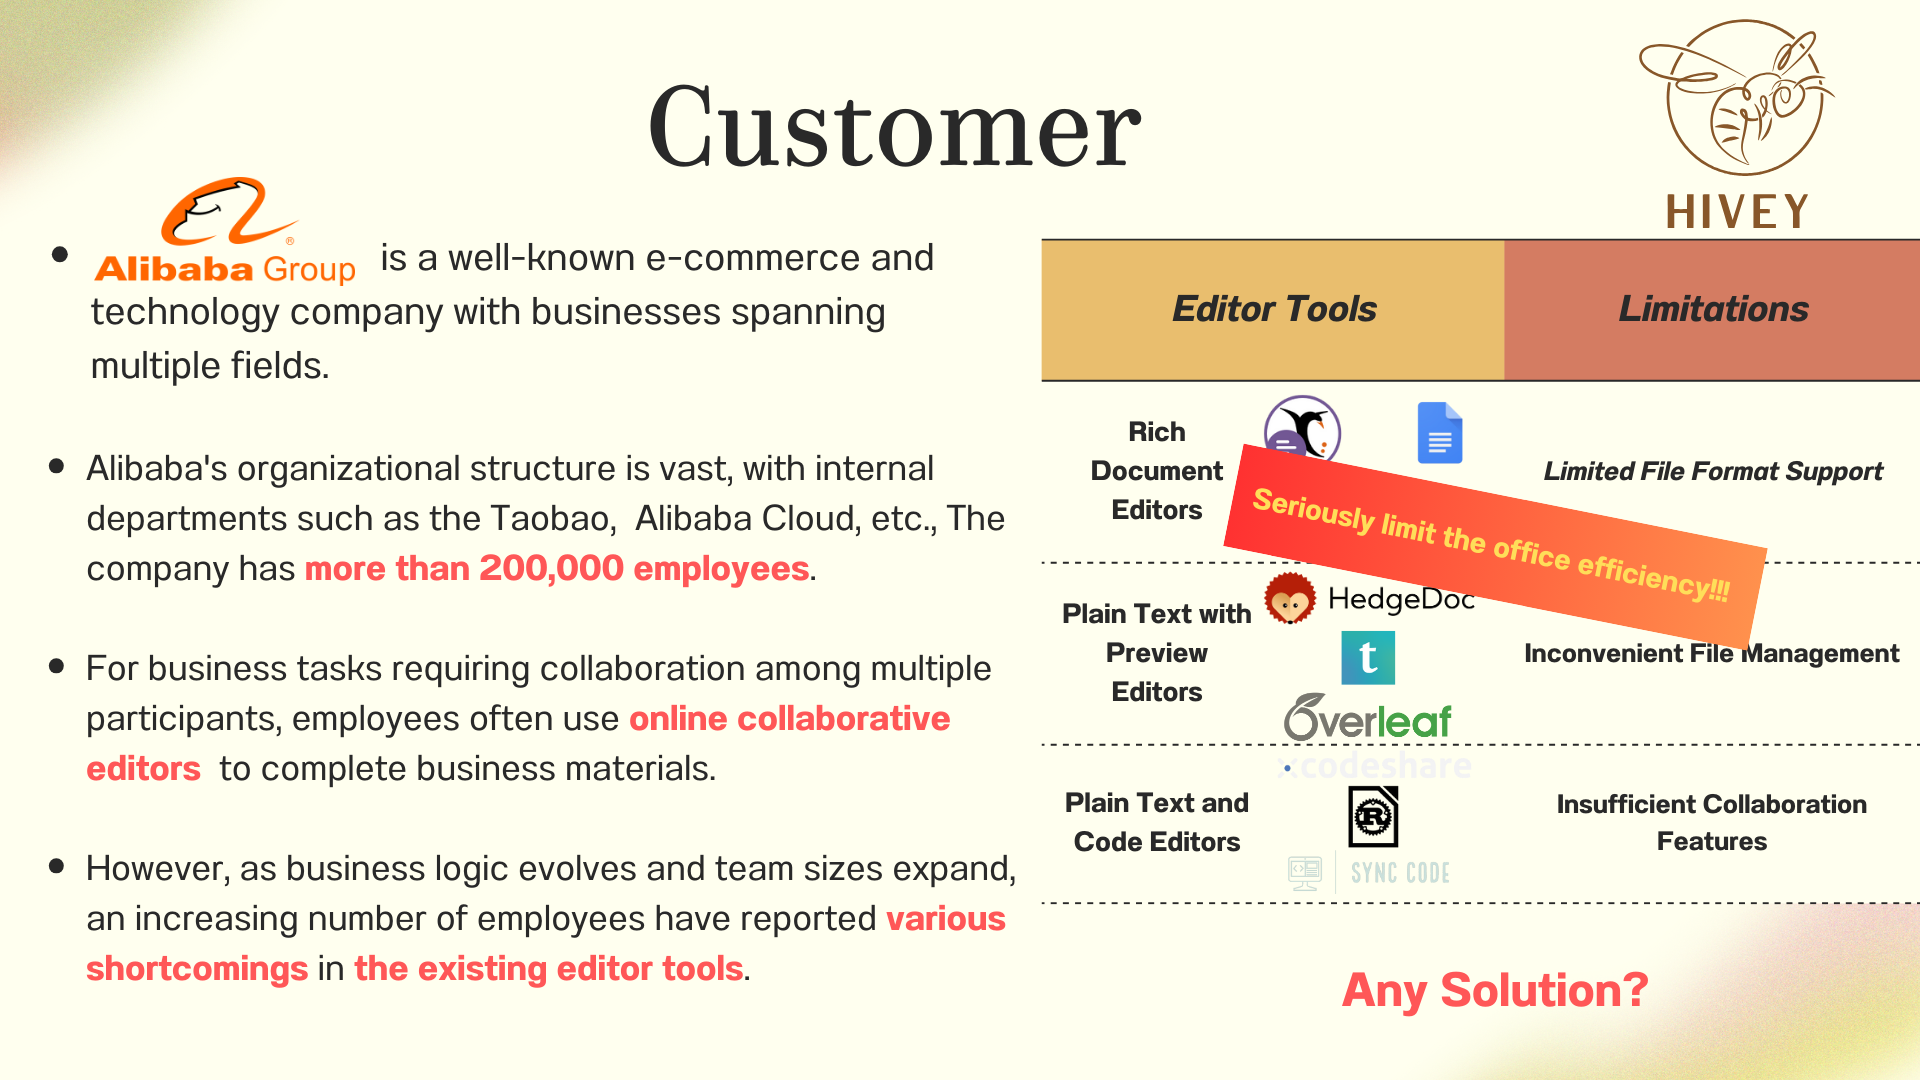 Customer
HIVEY
Alibaba Group is a well-known e-commerce and
technology company with businesses spanning
multiple fields.
Alibaba's organizational structure is vast, with internal
departments such as the Taobao, Alibaba Cloud, etc., The
company has more than 200,000 employees.
For business tasks requiring collaboration among multiple
participants, employees often use online collaborative
editors to complete business materials.
However, as business logic evolves and team sizes expand,
an increasing number of employees have reported various
shortcomings in the existing editor tools.
Editor Tools
Limitations
Rich
Document
Editors
Limited File Format Support
Seriously limit the office efficiency!!!
Plain Text with
Preview
Editors
HedgeDoc
t
Overleaf
Inconvenient File Management
Plain Text and
Code Editors
xcodeshare
R
SYNC CODE
Insufficient Collaboration
Features
Any Solution?